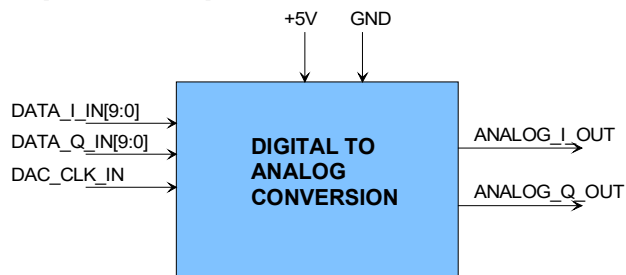 +5V GND
DATA_I_IN[9:0]
DATA_Q_IN[9:0]
DAC_CLK_IN
DIGITAL TO
ANALOG
CONVERSION
ANALOG_I_OUT
ANALOG_Q_OUT